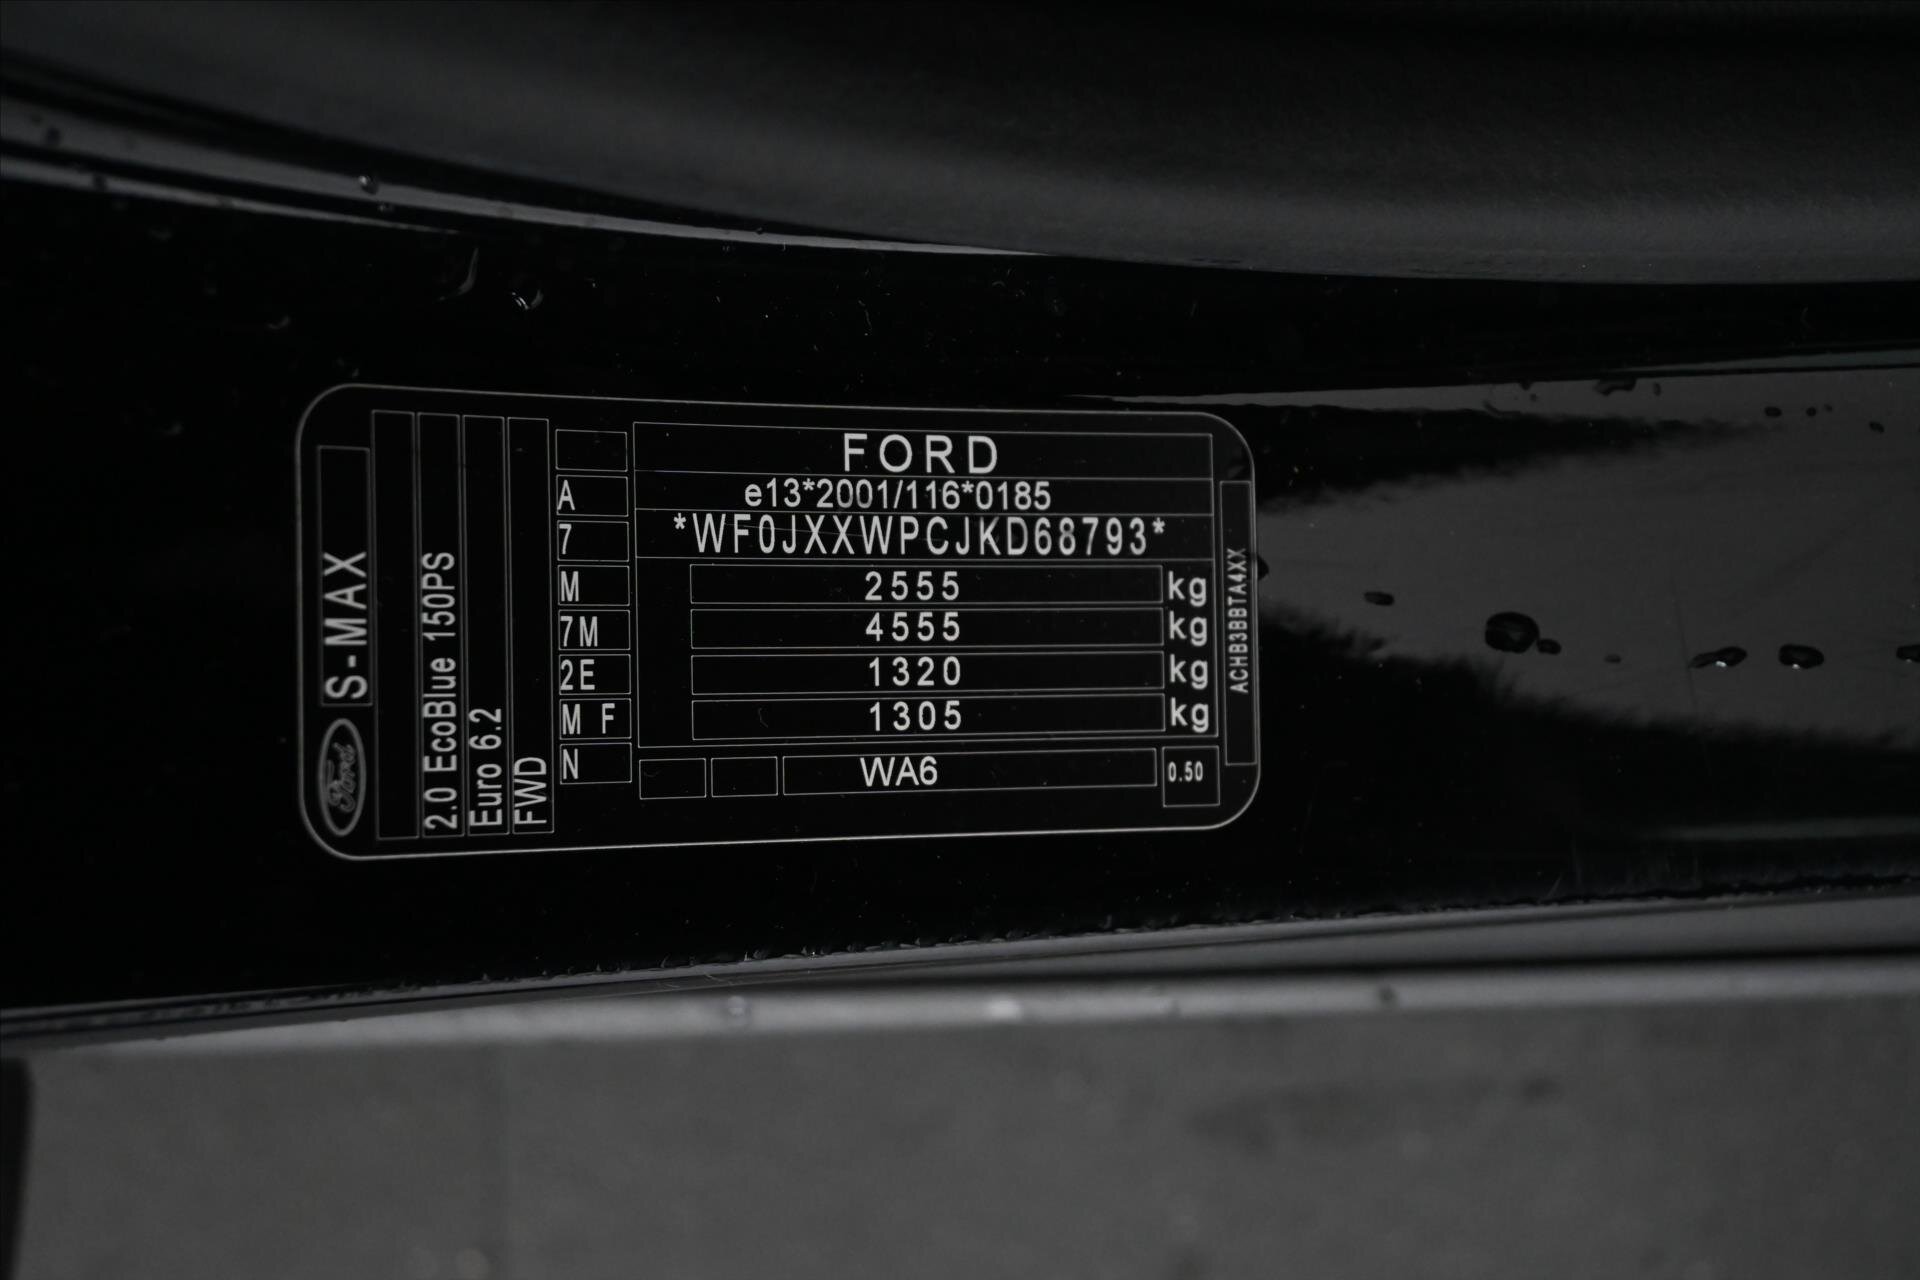 Ford
S-MAX
2.0 EcoBlue 150PS
Euro 6.2
FWD
FORD
A e13*2001/116*0185
7 *WF0JXXWPCJKD68793*
M 2555 kg
7M 4555 kg
2E 1320 kg
M F 1305 kg
N WA6 0.50
ACHB3BBTA4XX